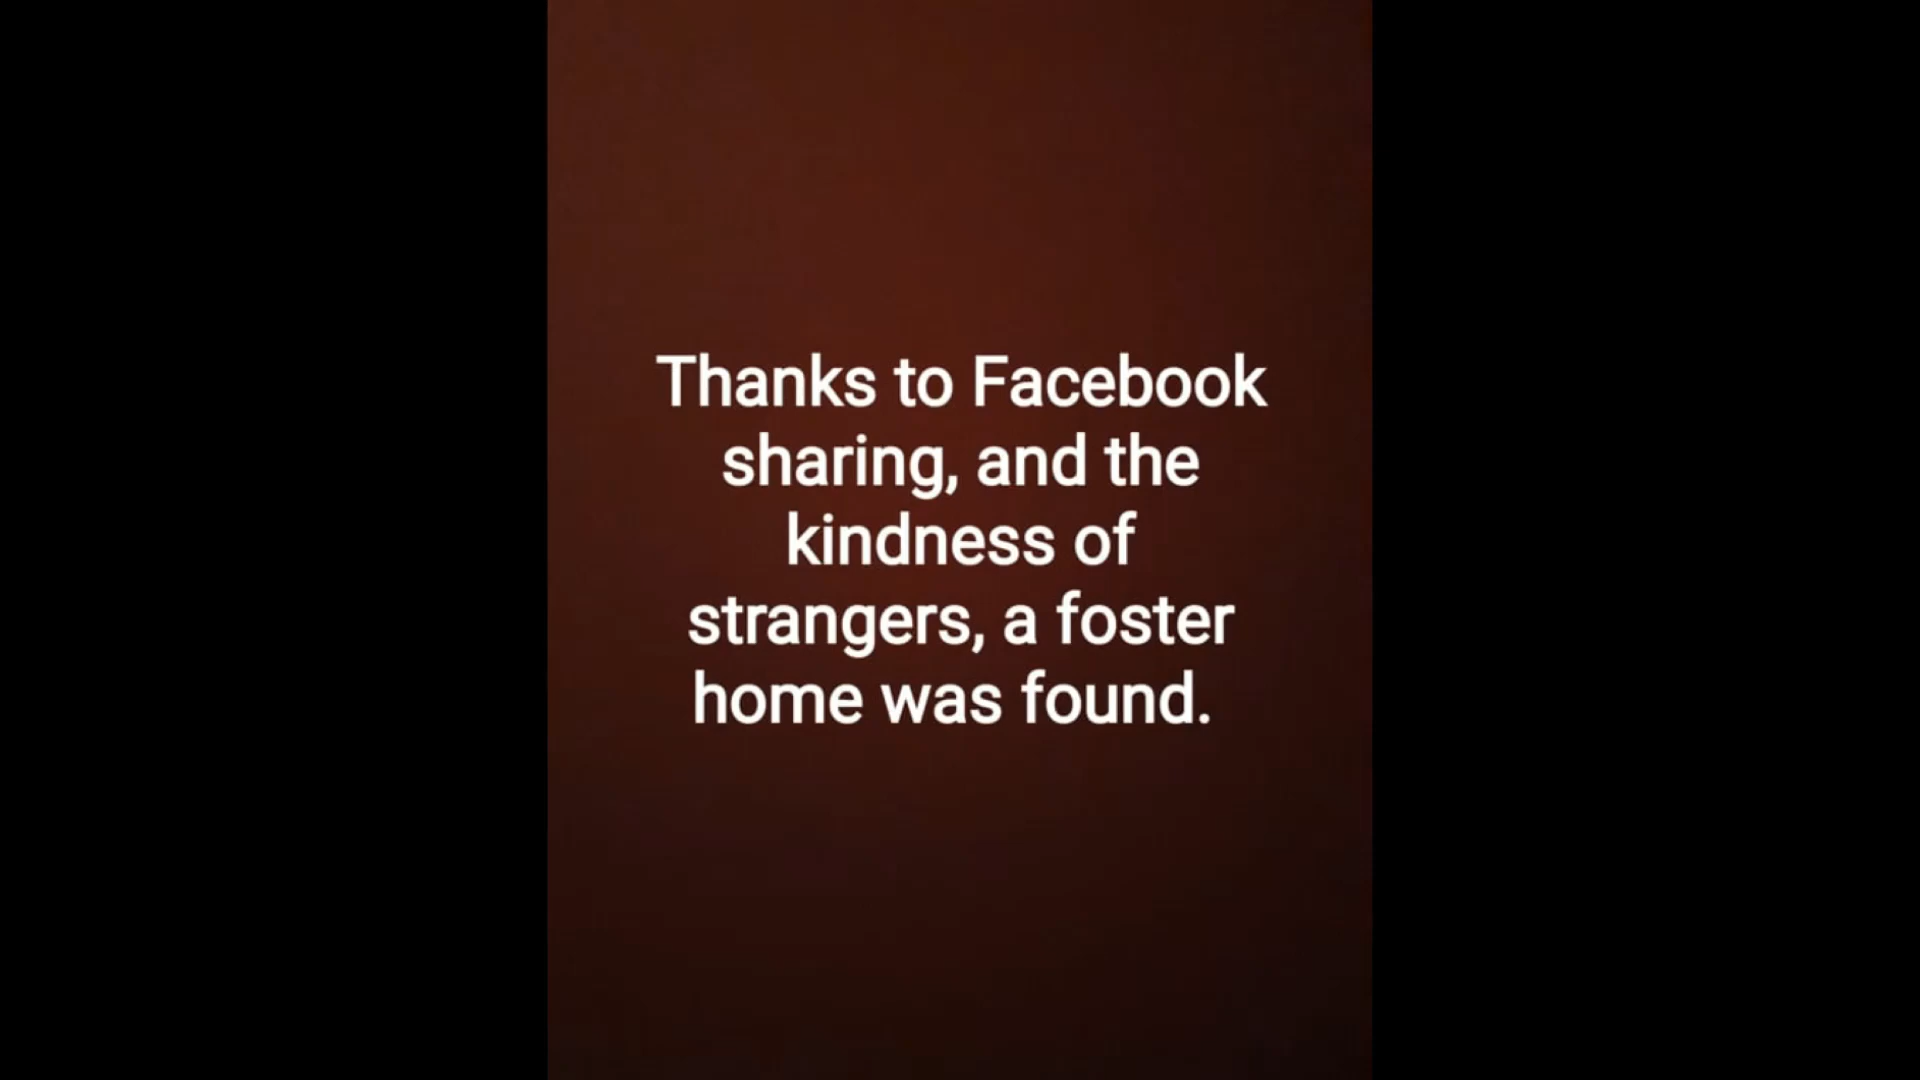 Thanks to Facebook
sharing, and the
kindness of
strangers, a foster
home was found.